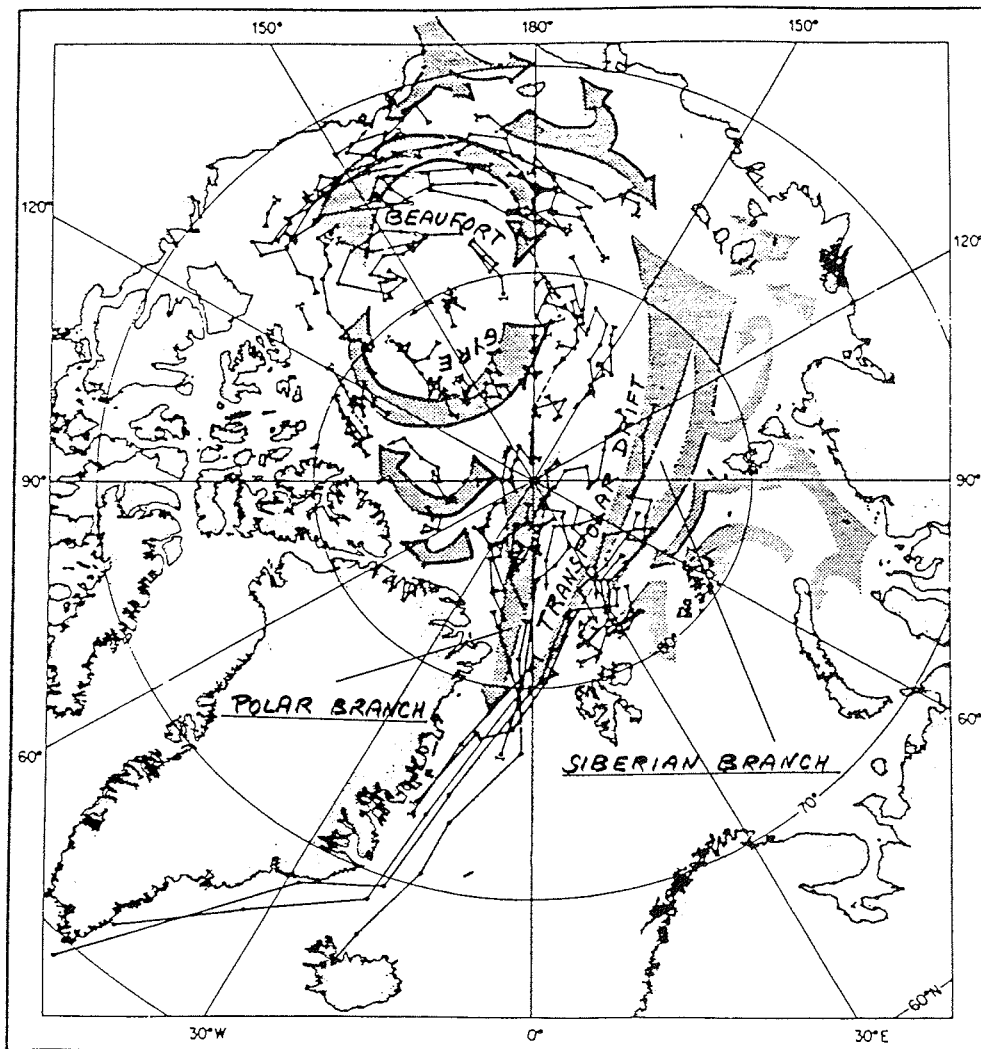 150° 180° 150°
120° 120°
BEAUFORT
GYRE
TRANSPOLAR DRIFT
90° 90°
POLAR BRANCH
60° 60°
SIBERIAN BRANCH
70°
60°N
30°W 0° 30°E